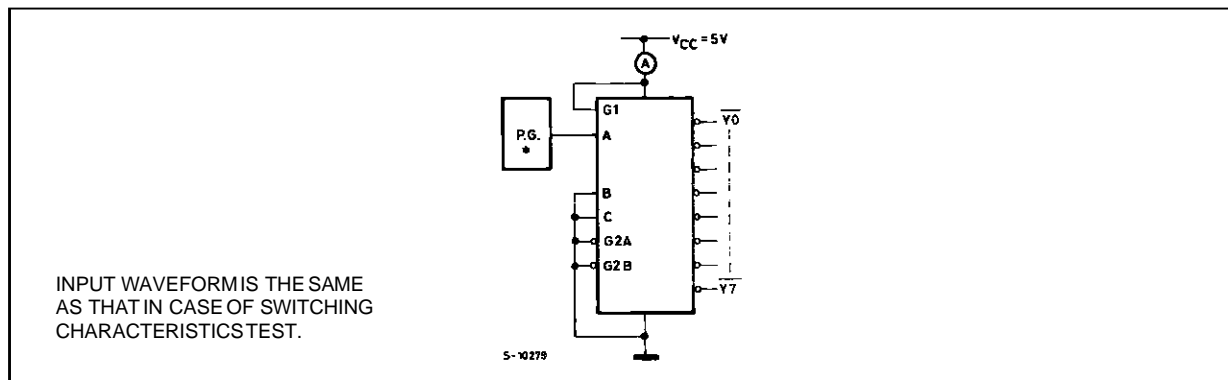 VCC = 5V
A
G1
Y0
P.G.
*
A
B
C
G2A
G2B
Y7
INPUT WAVEFORM IS THE SAME
AS THAT IN CASE OF SWITCHING
CHARACTERISTICS TEST.
S-10279